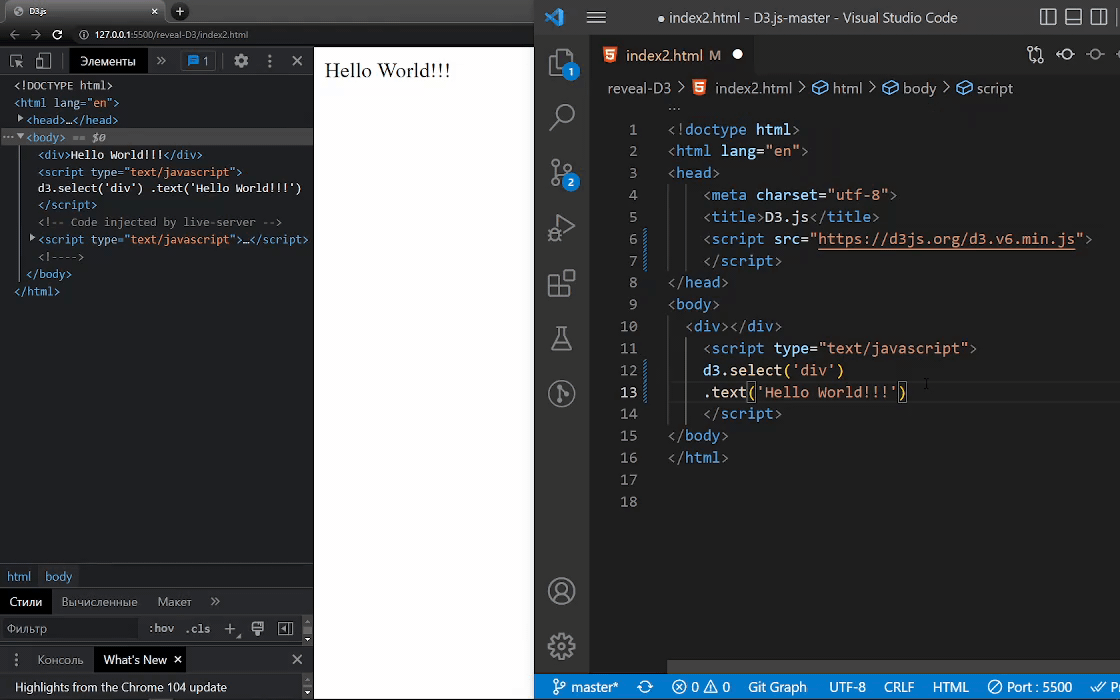 D3.js
127.0.0.1:5500/reveal-D3/index2.html
Элементы
1
<!DOCTYPE html>
<html lang="en">
<head>…</head>
<body> == $0
<div>Hello World!!!</div>
<script type="text/javascript">
d3.select('div') .text('Hello World!!!')
</script>
<!-- Code injected by live-server -->
<script type="text/javascript">…</script>
<!---->
</body>
</html>
html body
Стили Вычисленные Макет
Фильтр :hov .cls
Консоль What's New
Highlights from the Chrome 104 update
Hello World!!!
● index2.html - D3.js-master - Visual Studio Code
index2.html M
reveal-D3 > index2.html > html > body > script
...
1 <!doctype html>
2 <html lang="en">
3 <head>
4 <meta charset="utf-8">
5 <title>D3.js</title>
6 <script src="https://d3js.org/d3.v6.min.js">
7 </script>
8 </head>
9 <body>
10 <div></div>
11 <script type="text/javascript">
12 d3.select('div')
13 .text('Hello World!!!')
14 </script>
15 </body>
16 </html>
17
18
1
2
master* 0 0 Git Graph UTF-8 CRLF HTML Port : 5500